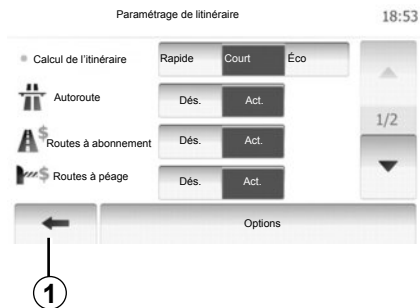 Paramétrage de litinéraire 18:53
Calcul de l'itinéraire Rapide Court Éco
Autoroute Dés. Act.
1/2
Routes à abonnement Dés. Act.
Routes à péage Dés. Act.
Options
1